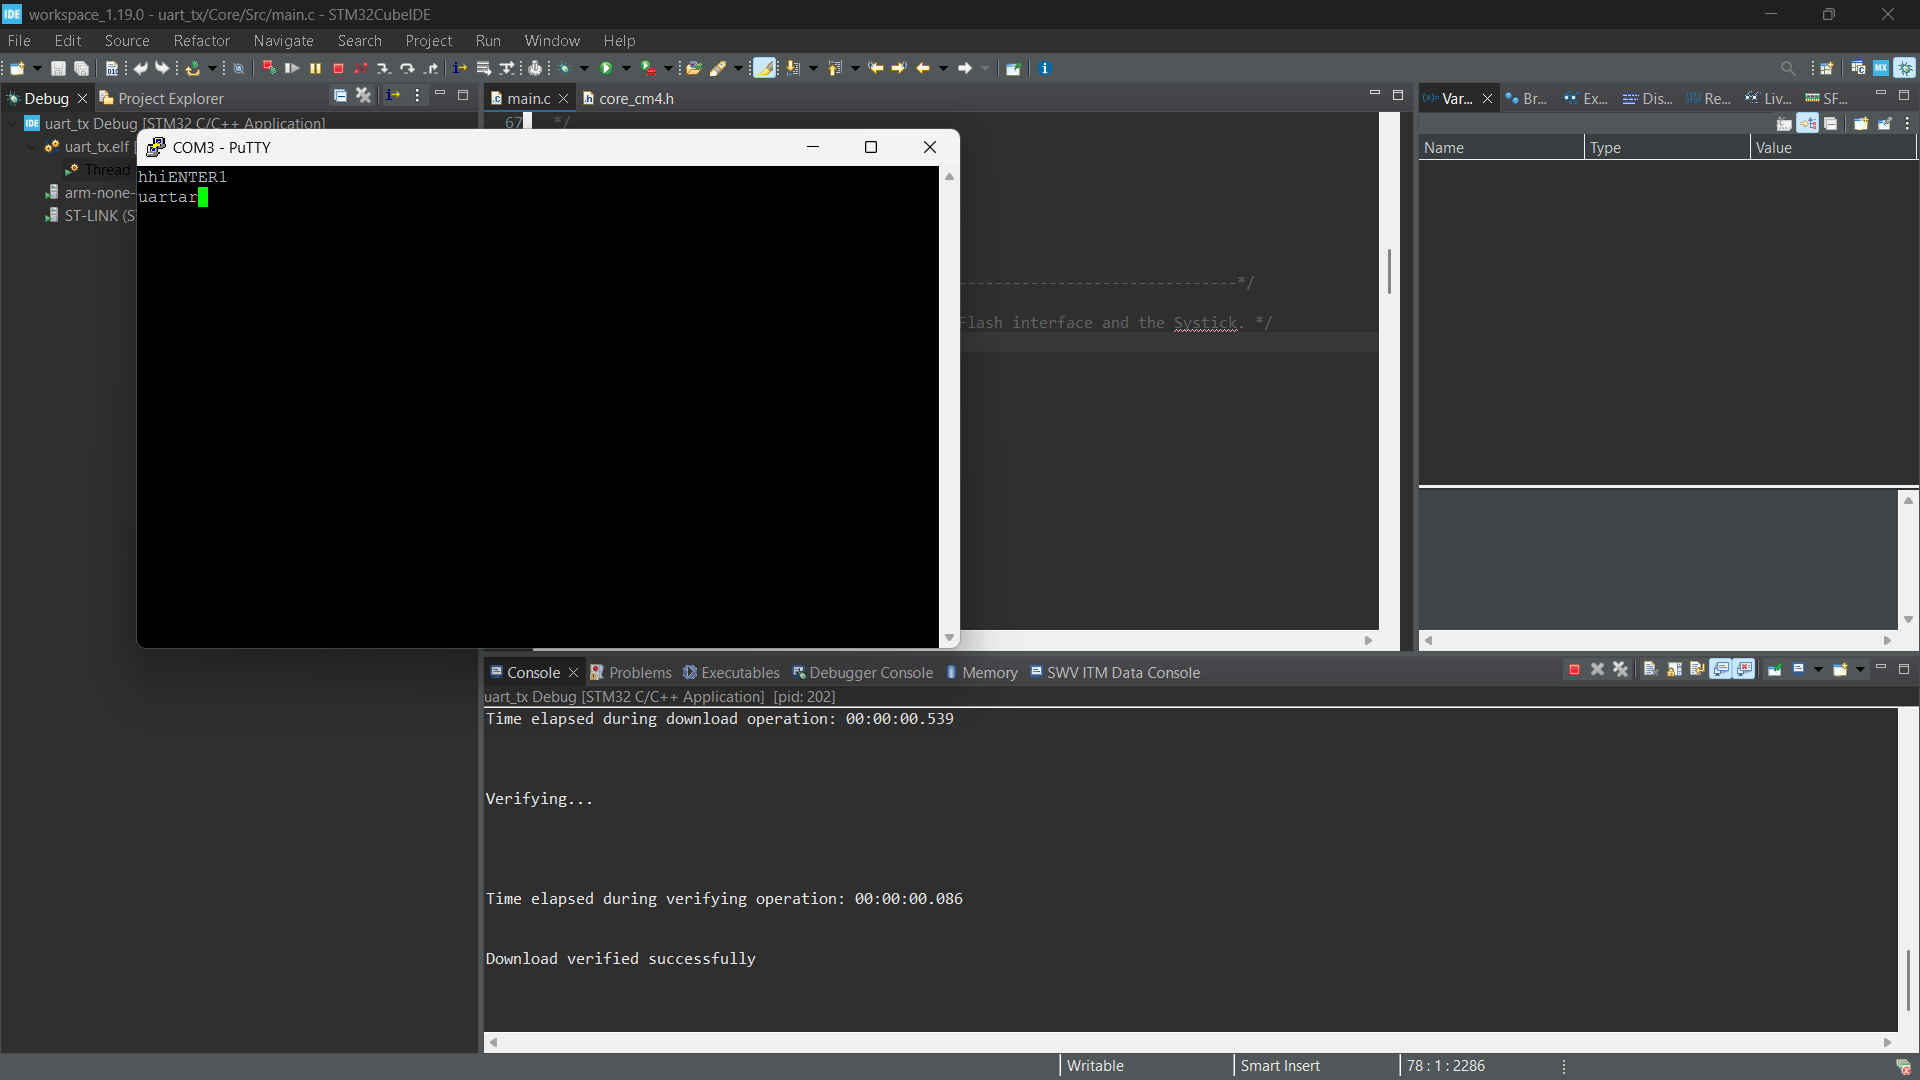 IDE workspace_1.19.0 - uart_tx/Core/Src/main.c - STM32CubeIDE
File Edit Source Refactor Navigate Search Project Run Window Help
Debug Project Explorer
main.c core_cm4.h
(x)= Var... Br... Ex... Dis... Re... Liv... SF...
IDE uart_tx Debug [STM32 C/C++ Application]
uart_tx.elf [
Thread
arm-none-
ST-LINK (S
67 */
COM3 - PuTTY
hhiENTER1
uartar
-------------------------------*/
Flash interface and the Systick. */
Name Type Value
Console Problems Executables Debugger Console Memory SWV ITM Data Console
uart_tx Debug [STM32 C/C++ Application] [pid: 202]
Time elapsed during download operation: 00:00:00.539
Verifying...
Time elapsed during verifying operation: 00:00:00.086
Download verified successfully
Writable Smart Insert 78 : 1 : 2286